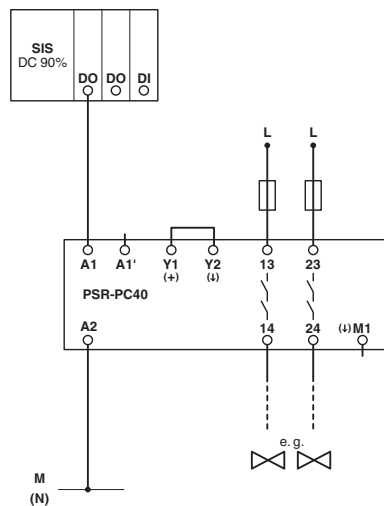 SIS
DC 90%
DO DO DI
L L
A1 A1' Y1 Y2 13 23
(+) (↓)
PSR-PC40
A2 14 24 (↓) M1
e. g.
M
(N)